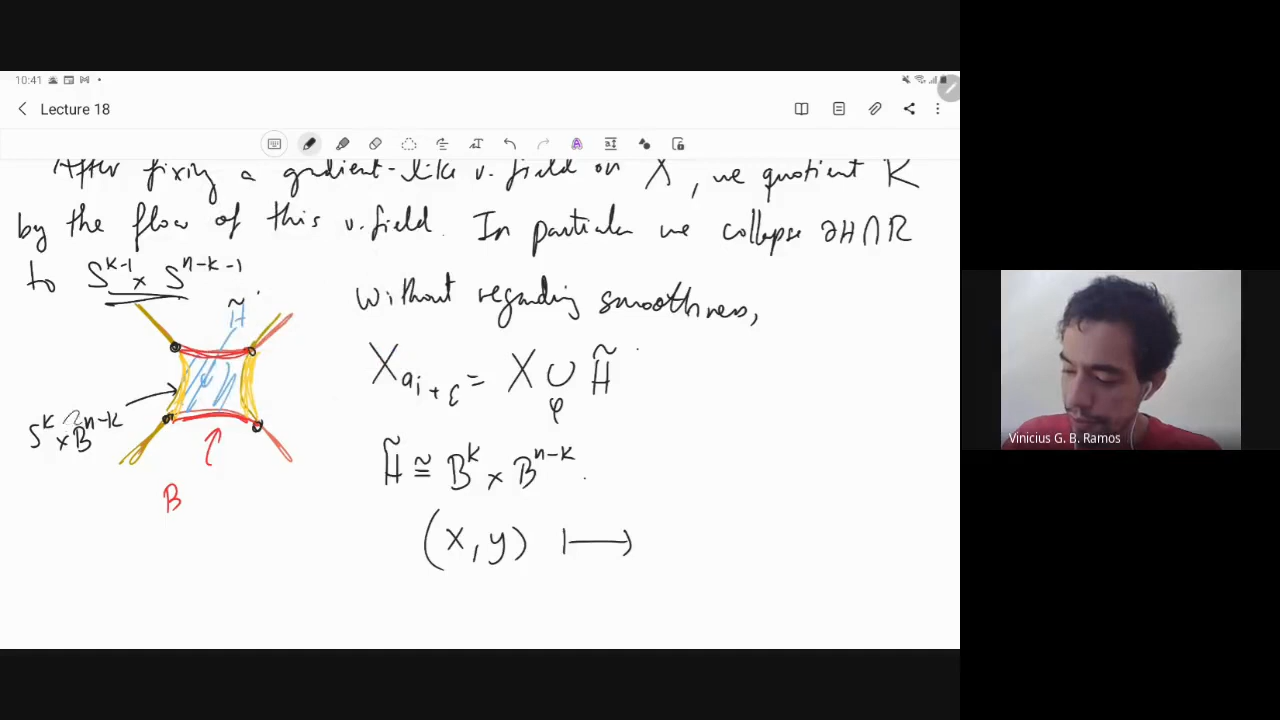 10:41
Lecture 18
After fixing a gradient-like v. field on X, we quotient K
by the flow of this v. field. In particular we collapse ∂H∩R
to S^{k-1} × S^{n-k-1}
H̃
Without regarding smoothness,
X_{a_i+ε} = X ∪_φ H̃
S^k × B^{n-k}
H̃ ≅ B^k × B^{n-k}.
B
(x, y) ⟼
Vinicius G. B. Ramos